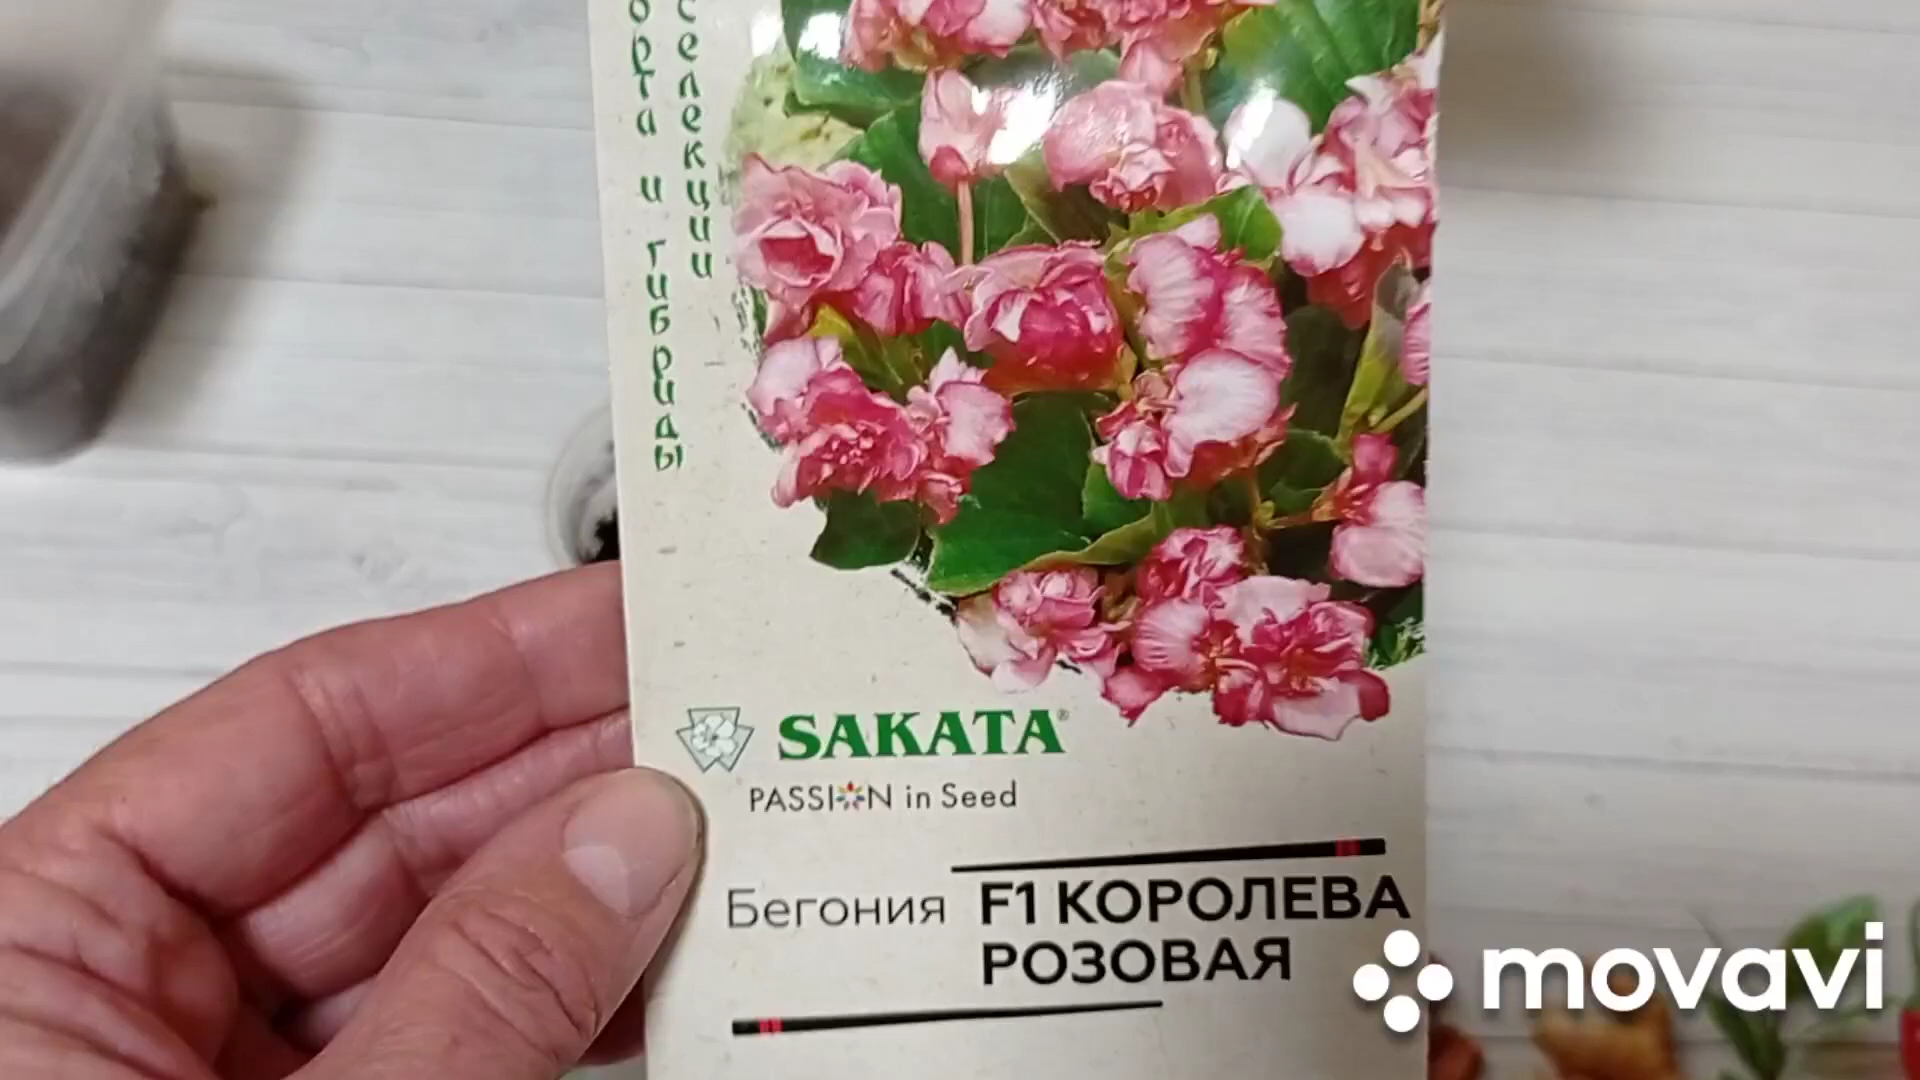 орта и гибриды
селекции
SAKATA®
PASSION in Seed
Бегония F1 КОРОЛЕВА
РОЗОВАЯ
movavi